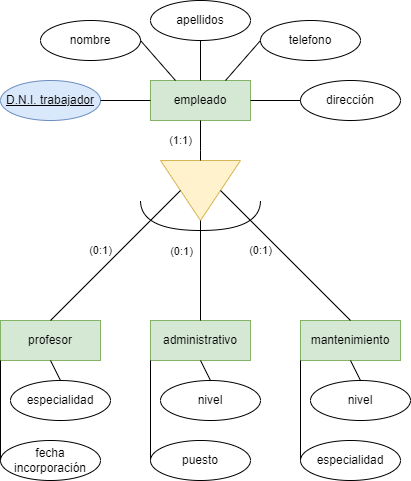 apellidos
nombre
telefono
D.N.I. trabajador
empleado
dirección
(1:1)
(0:1)
(0:1)
(0:1)
profesor
administrativo
mantenimiento
especialidad
nivel
nivel
fecha
incorporación
puesto
especialidad